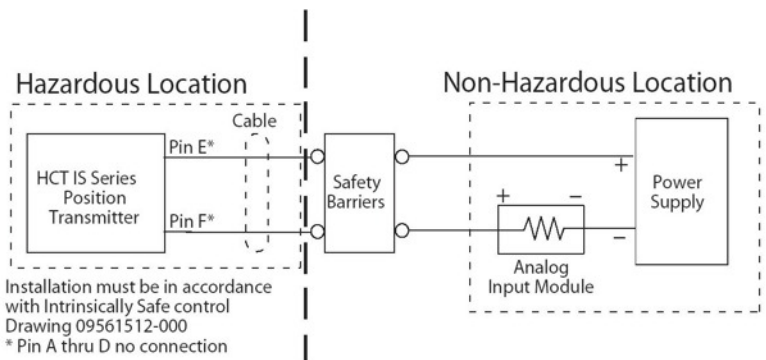 Hazardous Location
Non-Hazardous Location
Cable
Pin E*
HCT IS Series
Position
Transmitter
Pin F*
Safety
Barriers
+
Power
Supply
+ −
−
Analog
Input Module
Installation must be in accordance
with Intrinsically Safe control
Drawing 09561512-000
* Pin A thru D no connection